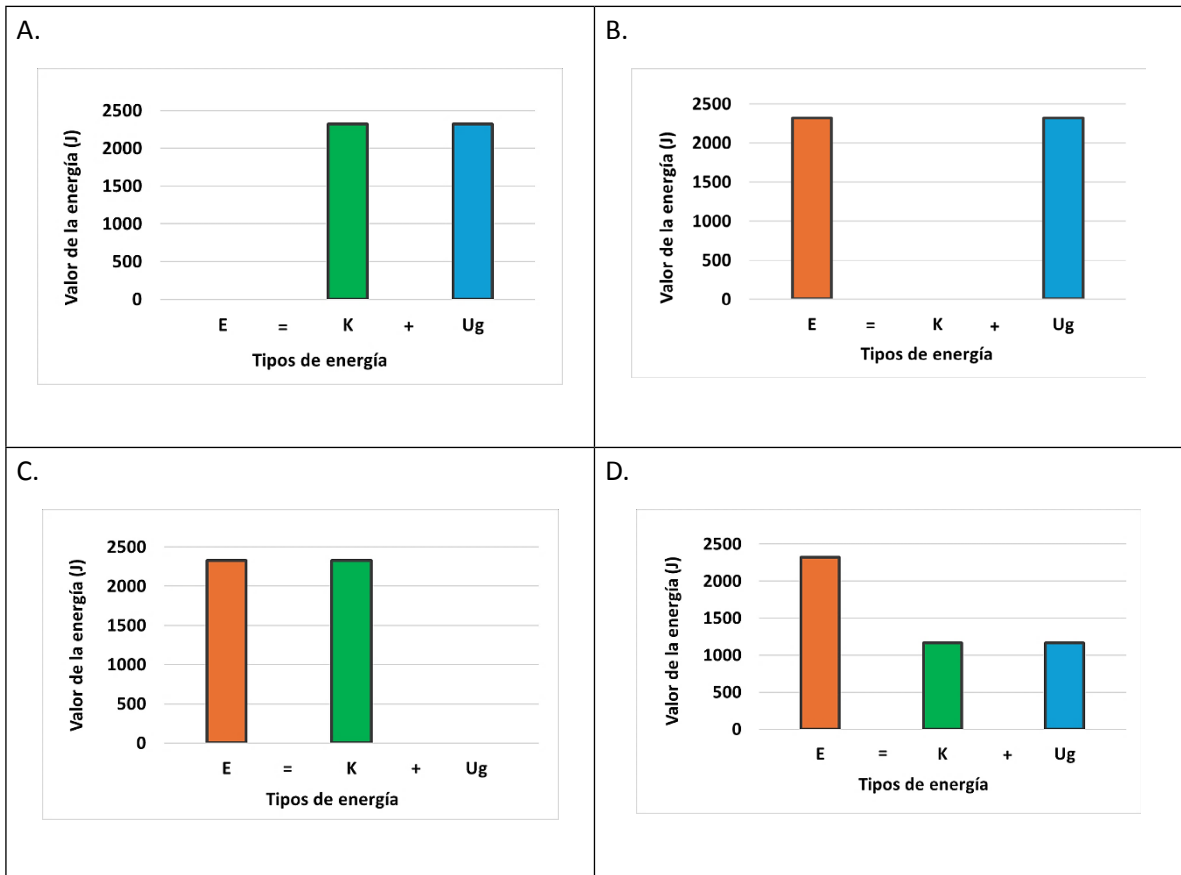 A.
Valor de la energía (J)
2500
2000
1500
1000
500
0
E = K + Ug
Tipos de energía
B.
Valor de la energía (J)
2500
2000
1500
1000
500
0
E = K + Ug
Tipos de energía
C.
Valor de la energía (J)
2500
2000
1500
1000
500
0
E = K + Ug
Tipos de energía
D.
Valor de la energía (J)
2500
2000
1500
1000
500
0
E = K + Ug
Tipos de energía